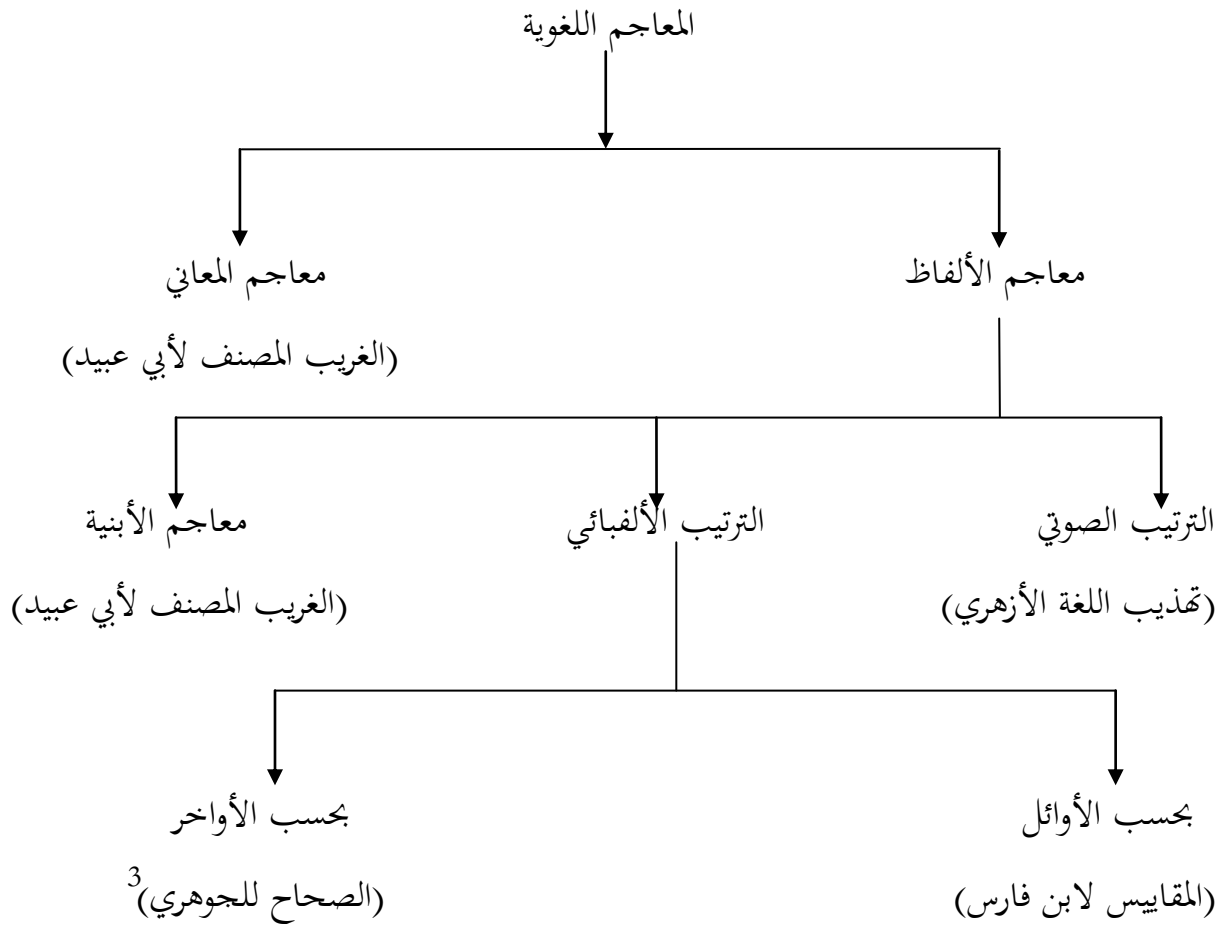 المعاجم اللغوية
معاجم الألفاظ
معاجم المعاني
(الغريب المصنف لأبي عبيد)
الترتيب الصوتي
الترتيب الألفبائي
معاجم الأبنية
(تهذيب اللغة الأزهري)
(الغريب المصنف لأبي عبيد)
بحسب الأوائل
بحسب الأواخر
(المقاييس لابن فارس)
(الصحاح للجوهري)3